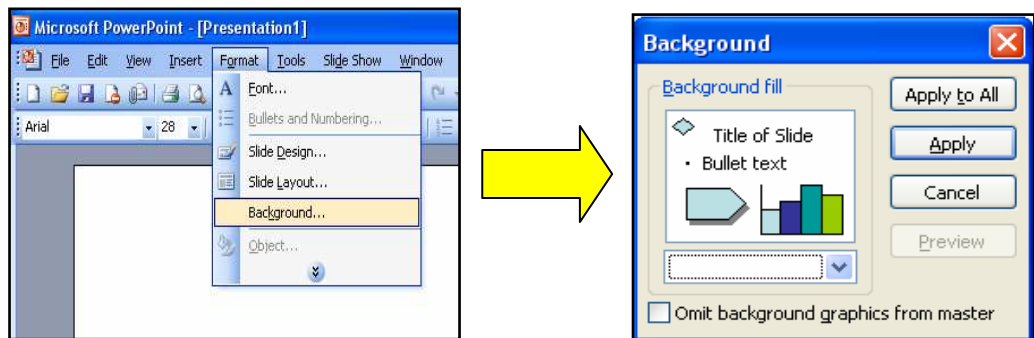 Microsoft PowerPoint - [Presentation1]
File Edit View Insert Format Tools Slide Show Window
A Font...
Bullets and Numbering...
Arial 28
Slide Design...
Slide Layout...
Background...
Object...
Background
Background fill
Apply to All
Title of Slide
Apply
• Bullet text
Cancel
Preview
Omit background graphics from master